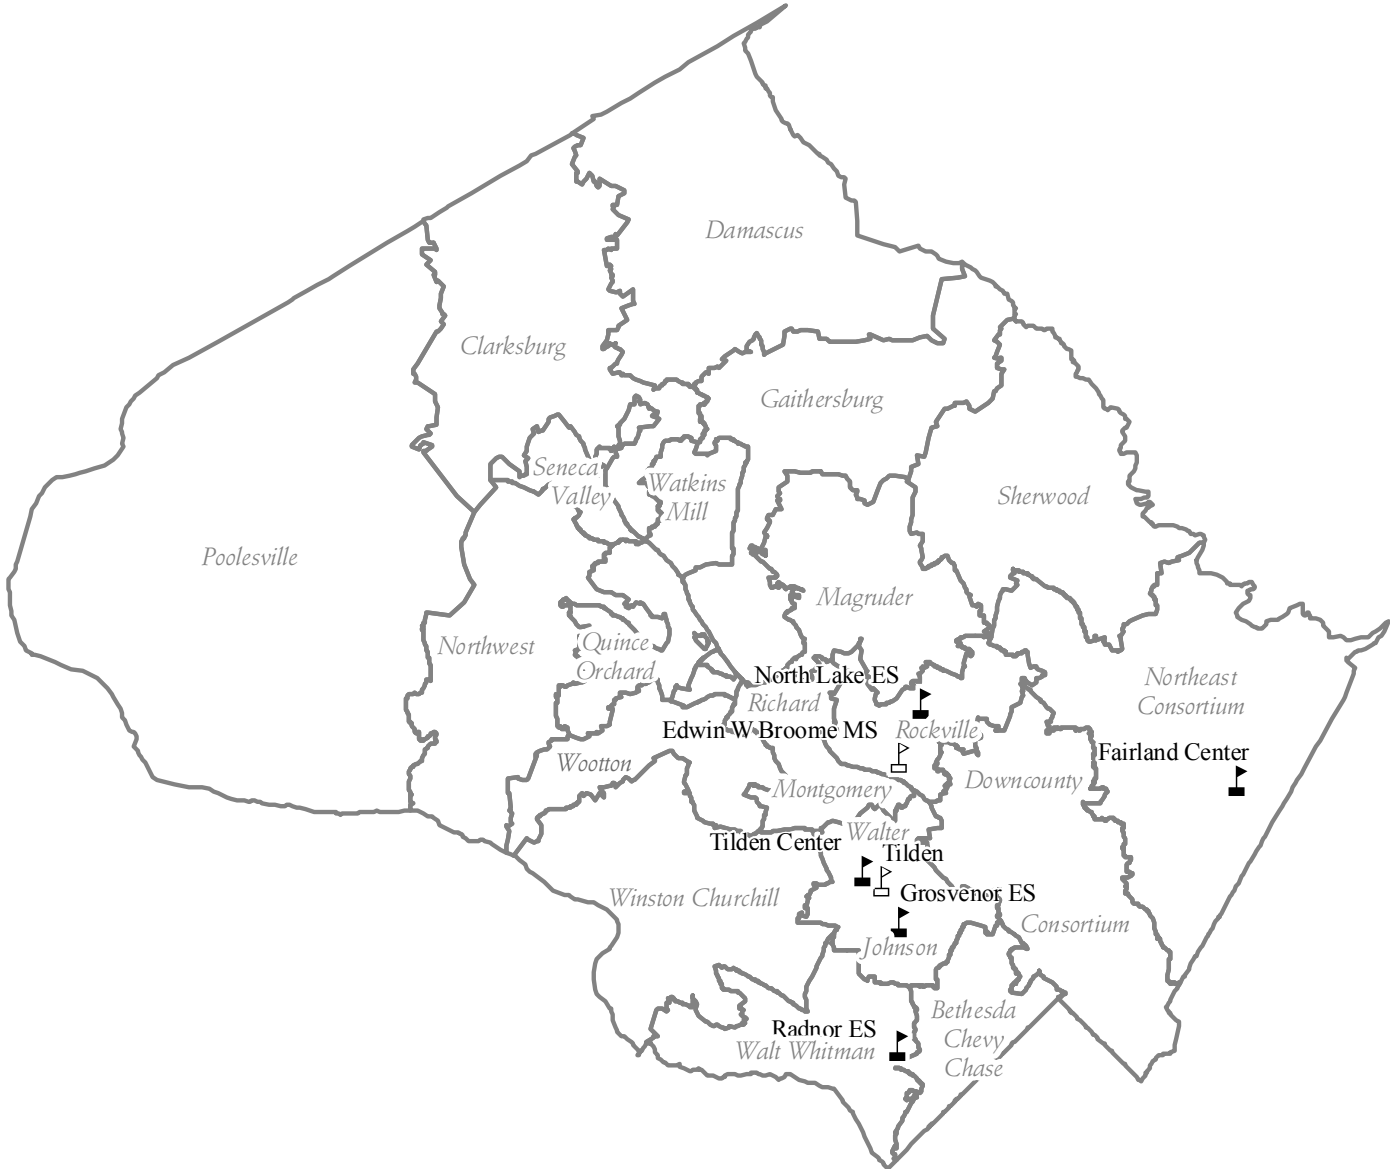 Damascus
Clarksburg
Gaithersburg
Seneca
Valley
Watkins
Mill
Sherwood
Poolesville
Magruder
Northwest
Quince
Orchard
North Lake ES
Richard
Northeast
Consortium
Edwin W Broome MS
Rockville
Wootton
Fairland Center
Montgomery
Downcounty
Tilden Center
Walter
Tilden
Winston Churchill
Grosvenor ES
Consortium
Johnson
Radnor ES
Walt Whitman
Bethesda
Chevy
Chase